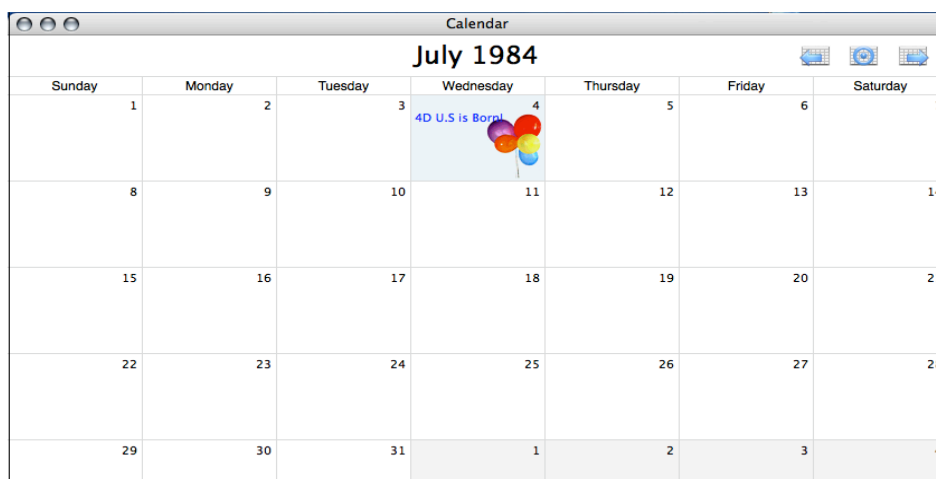 Calendar
July 1984
Sunday Monday Tuesday Wednesday Thursday Friday Saturday
1 2 3 4 5 6
4D U.S is Born!
8 9 10 11 12 13
15 16 17 18 19 20
22 23 24 25 26 27
29 30 31 1 2 3